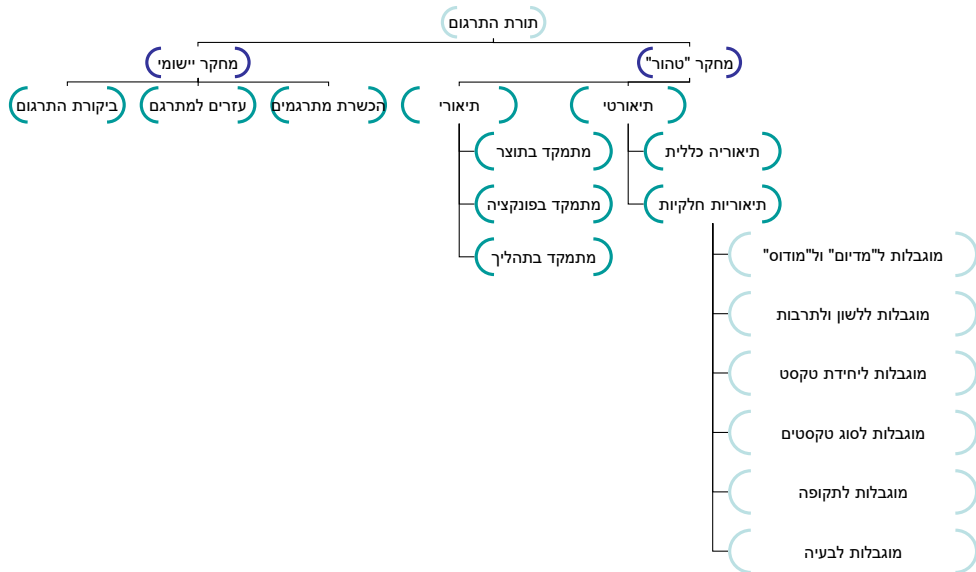 תורת התרגום
מחקר "טהור"
מחקר יישומי
תיאורטי
תיאורי
הכשרת מתרגמים
עזרים למתרגם
ביקורת התרגום
תיאוריה כללית
מתמקד בתוצר
תיאוריות חלקיות
מתמקד בפונקציה
מתמקד בתהליך
מוגבלות ל"מדיום" ול"מודוס"
מוגבלות ללשון ולתרבות
מוגבלות ליחידת טקסט
מוגבלות לסוג טקסטים
מוגבלות לתקופה
מוגבלות לבעיה